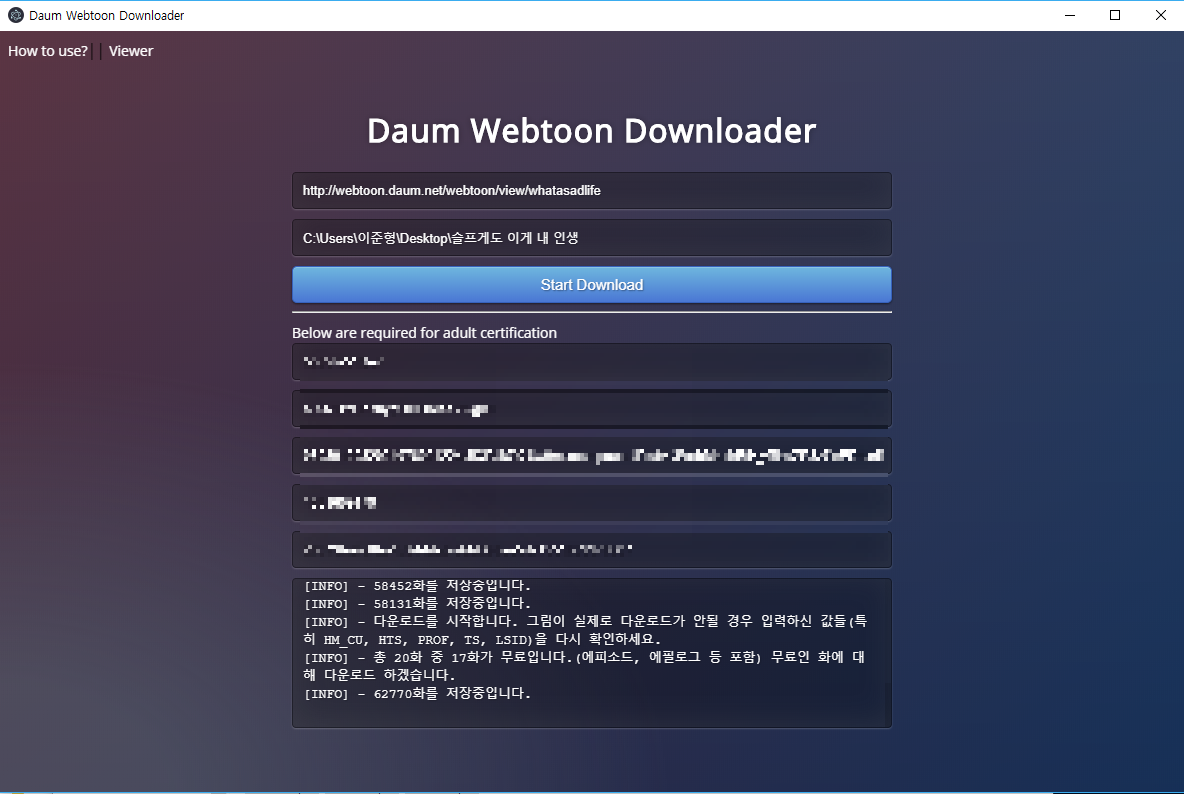 Daum Webtoon Downloader
How to use? | | Viewer
Daum Webtoon Downloader
http://webtoon.daum.net/webtoon/view/whatasadlife
C:\Users\이준형\Desktop\슬프게도 이게 내 인생
Start Download
Below are required for adult certification
[INFO] - 58452화를 저장중입니다.
[INFO] - 58131화를 저장중입니다.
[INFO] - 다운로드를 시작합니다. 그림이 실제로 다운로드가 안될 경우 입력하신 값들(특
히 HM_CU, HTS, PROF, TS, LSID)을 다시 확인하세요.
[INFO] - 총 20화 중 17화가 무료입니다.(에피소드, 에필로그 등 포함) 무료인 화에 대
해 다운로드 하겠습니다.
[INFO] - 62770화를 저장중입니다.